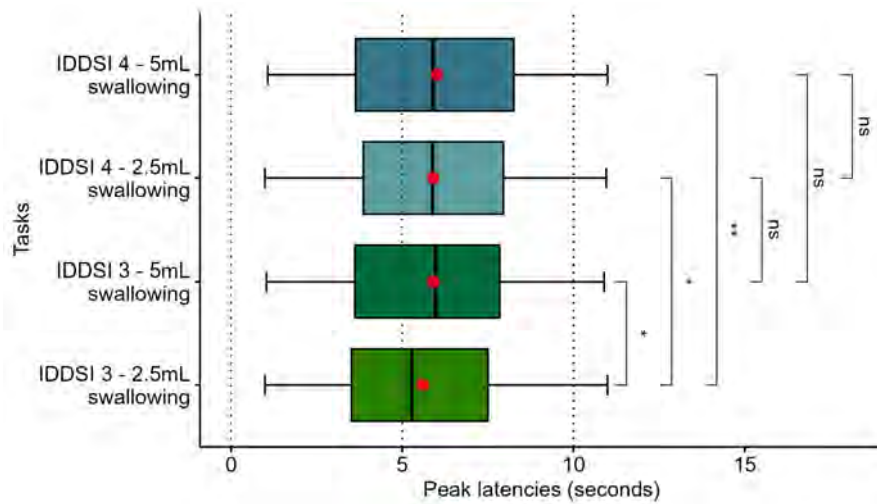 IDDSI 4 - 5mL
swallowing
IDDSI 4 - 2.5mL
swallowing
IDDSI 3 - 5mL
swallowing
IDDSI 3 - 2.5mL
swallowing
Tasks
*
*
**
ns
ns
ns
0 5 10 15
Peak latencies (seconds)